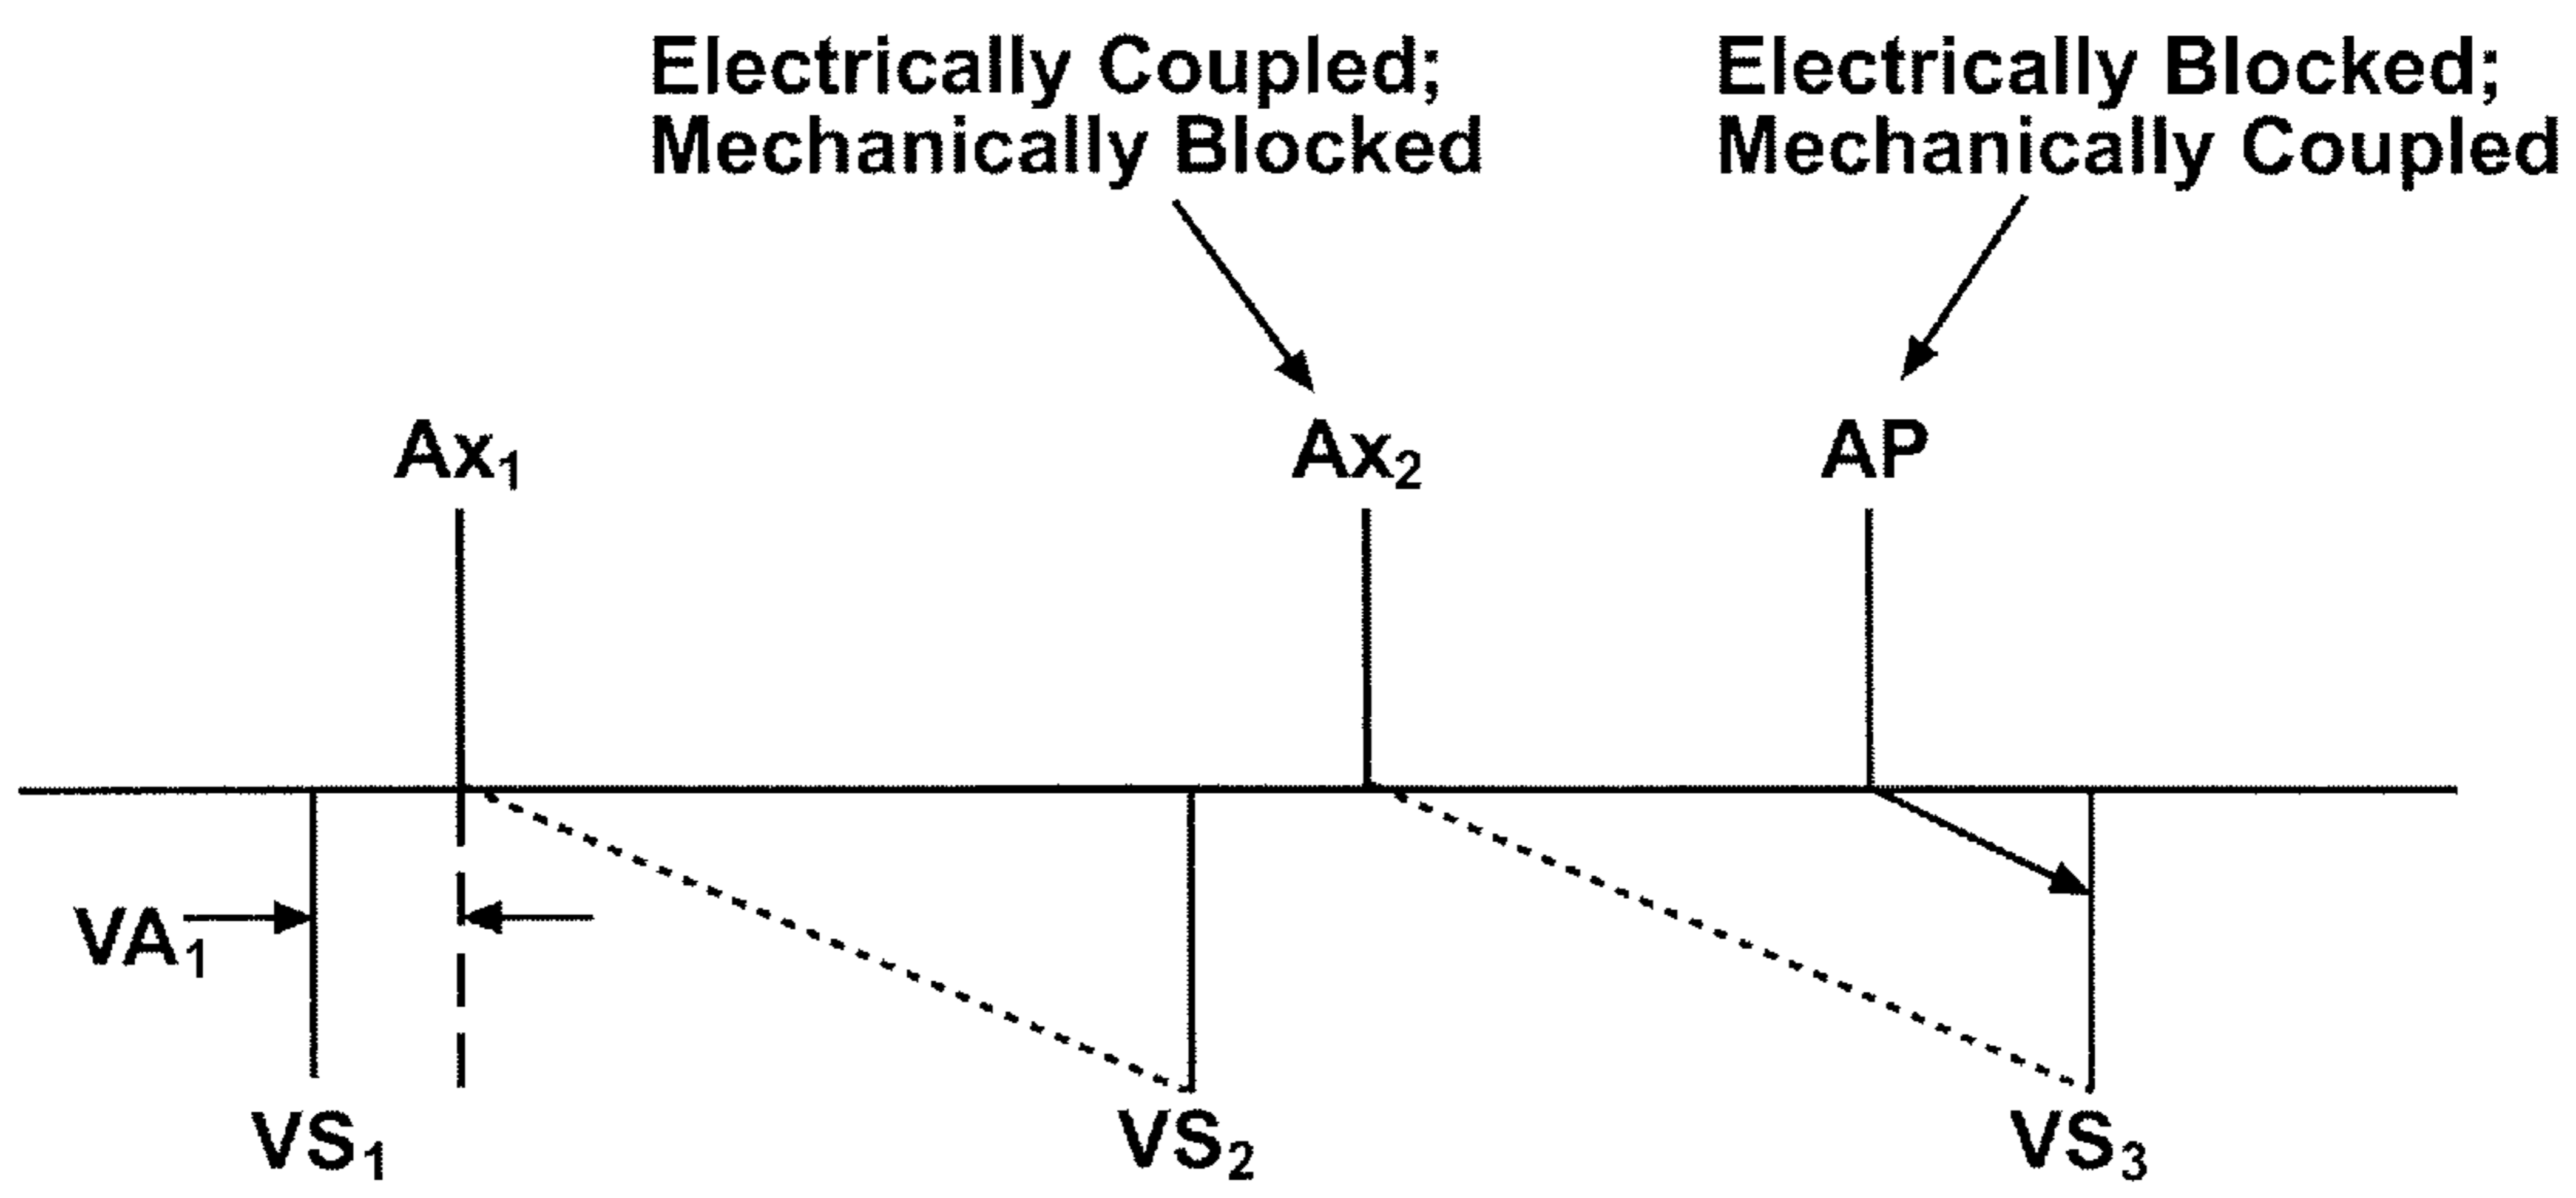 Electrically Coupled;
Mechanically Blocked
Electrically Blocked;
Mechanically Coupled
Ax₁
Ax₂
AP
VA₁
VS₁
VS₂
VS₃